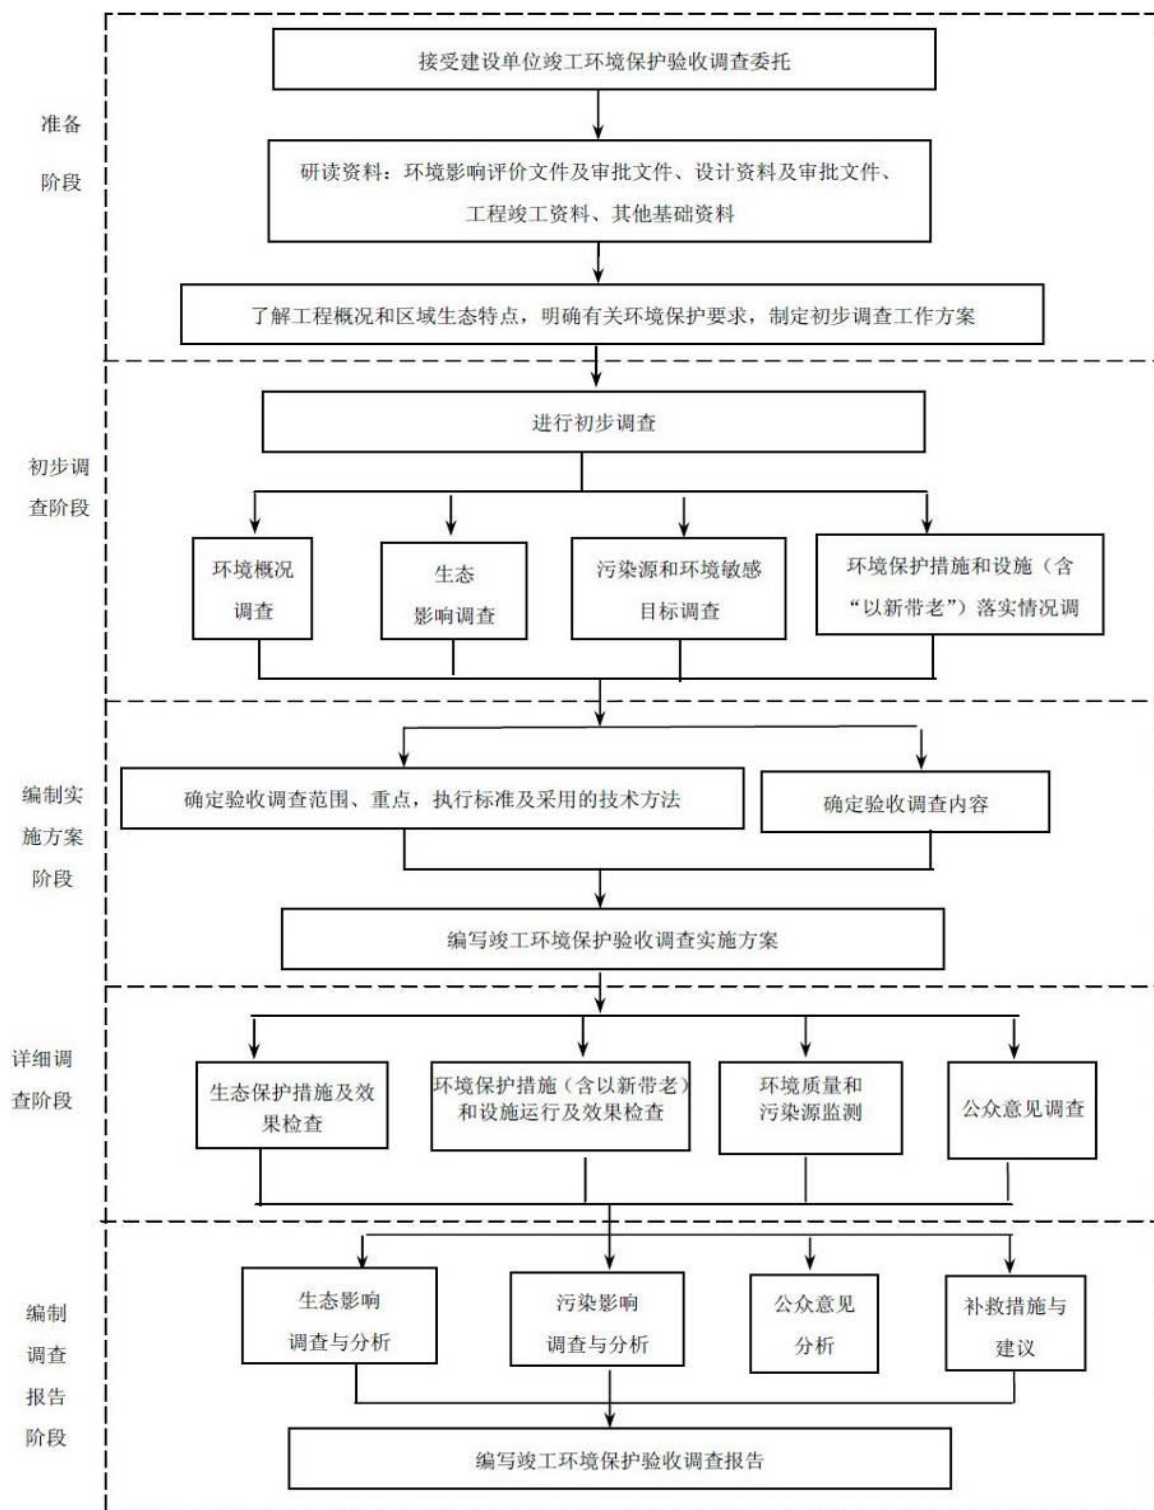 接受建设单位竣工环境保护验收调查委托
准备
阶段
研读资料：环境影响评价文件及审批文件、设计资料及审批文件、
工程竣工资料、其他基础资料
了解工程概况和区域生态特点，明确有关环境保护要求，制定初步调查工作方案
进行初步调查
初步调
查阶段
环境概况
调查
生态
影响调查
污染源和环境敏感
目标调查
环境保护措施和设施（含
“以新带老”）落实情况调
编制实
施方案
阶段
确定验收调查范围、重点，执行标准及采用的技术方法
确定验收调查内容
编写竣工环境保护验收调查实施方案
详细调
查阶段
生态保护措施及效
果检查
环境保护措施（含以新带老）
和设施运行及效果检查
环境质量和
污染源监测
公众意见调查
编制
调查
报告
阶段
生态影响
调查与分析
污染影响
调查与分析
公众意见
分析
补救措施与
建议
编写竣工环境保护验收调查报告